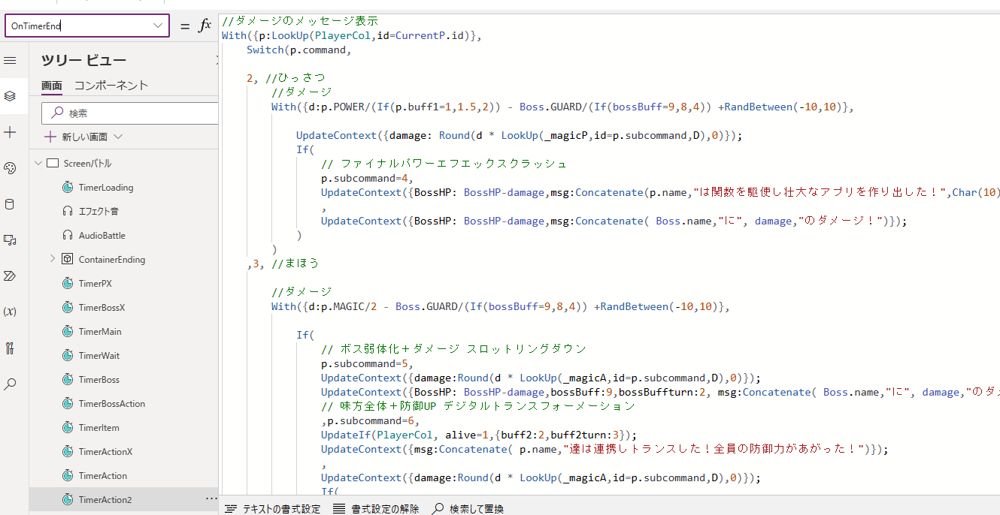 OnTimerEnd
= fx
//ダメージのメッセージ表示
With({p:LookUp(PlayerCol,id=CurrentP.id)},
Switch(p.command,
2, //ひっさつ
//ダメージ
With({d:p.POWER/(If(p.buff1=1,1.5,2)) - Boss.GUARD/(If(bossBuff=9,8,4)) +RandBetween(-10,10)},
UpdateContext({damage: Round(d * LookUp(_magicP,id=p.subcommand,D),0)});
If(
// ファイナルパワーエフエックスクラッシュ
p.subcommand=4,
UpdateContext({BossHP: BossHP-damage,msg:Concatenate(p.name,"は関数を駆使し壮大なアプリを作り出した！",Char(10)
,
UpdateContext({BossHP: BossHP-damage,msg:Concatenate( Boss.name,"に", damage,"のダメージ！")});
)
)
,3, //まほう
//ダメージ
With({d:p.MAGIC/2 - Boss.GUARD/(If(bossBuff=9,8,4)) +RandBetween(-10,10)},
If(
// ボス弱体化＋ダメージ スロットリングダウン
p.subcommand=5,
UpdateContext({damage:Round(d * LookUp(_magicA,id=p.subcommand,D),0)});
UpdateContext({BossHP: BossHP-damage,bossBuff:9,bossBuffturn:2, msg:Concatenate( Boss.name,"に", damage,"のダメ
// 味方全体＋防御UP デジタルトランスフォーメーション
,p.subcommand=6,
UpdateIf(PlayerCol, alive=1,{buff2:2,buff2turn:3});
UpdateContext({msg:Concatenate( p.name,"達は連携しトランスした！全員の防御力があがった！")});
,
UpdateContext({damage:Round(d * LookUp(_magicA,id=p.subcommand,D),0)});
If(
ツリー ビュー
画面 コンポーネント
検索
新しい画面
Screenバトル
TimerLoading
エフェクト音
AudioBattle
ContainerEnding
TimerPX
TimerBossX
TimerMain
TimerWait
TimerBoss
TimerBossAction
TimerItem
TimerActionX
TimerAction
TimerAction2 ...
(x)
テキストの書式設定 書式設定の解除 検索して置換